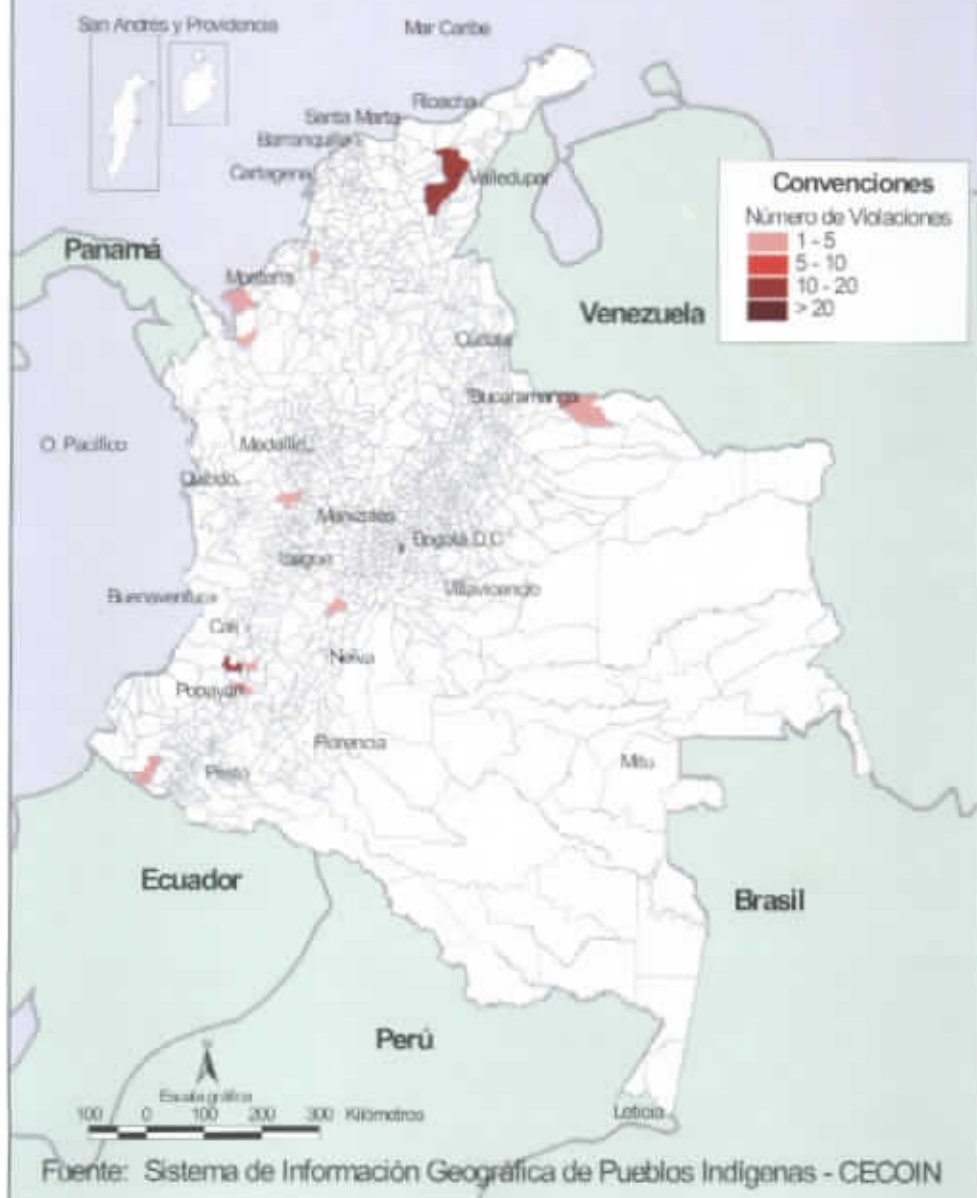 San Andrés y Providencia
Mar Caribe
Rioacha
Santa Marta
Barranquilla
Cartagena
Valledupar
Convenciones
Número de Violaciones
1 - 5
5 - 10
10 - 20
> 20
Panamá
Montería
Venezuela
Cúcuta
Bucaramanga
O. Pacífico
Medellín
Quibdó
Manizales
Bogotá D.C
Ibague
Villavicencio
Buenaventura
Cali
Neiva
Popayán
Florencia
Mitu
Pasto
Ecuador
Brasil
Perú
N
Escala gráfica
100 0 100 200 300 Kilómetros
Leticia
Fuente: Sistema de Información Geográfica de Pueblos Indígenas - CECOIN